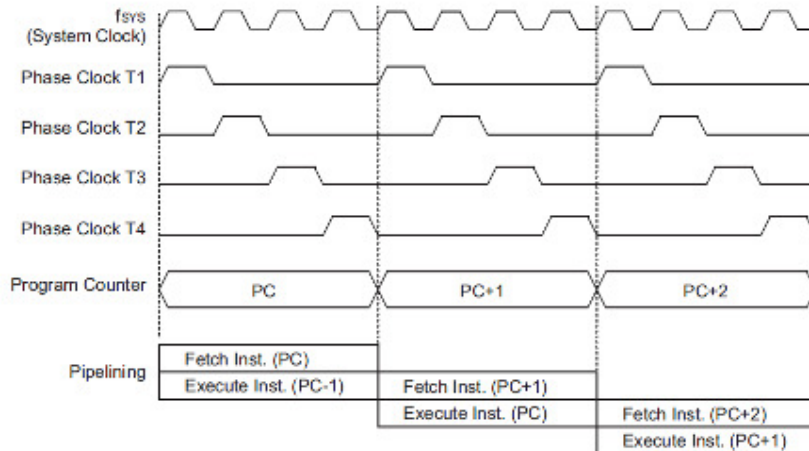 fSYS
(System Clock)
Phase Clock T1
Phase Clock T2
Phase Clock T3
Phase Clock T4
Program Counter PC PC+1 PC+2
Pipelining
Fetch Inst. (PC)
Execute Inst. (PC-1) Fetch Inst. (PC+1)
Execute Inst. (PC) Fetch Inst. (PC+2)
Execute Inst. (PC+1)